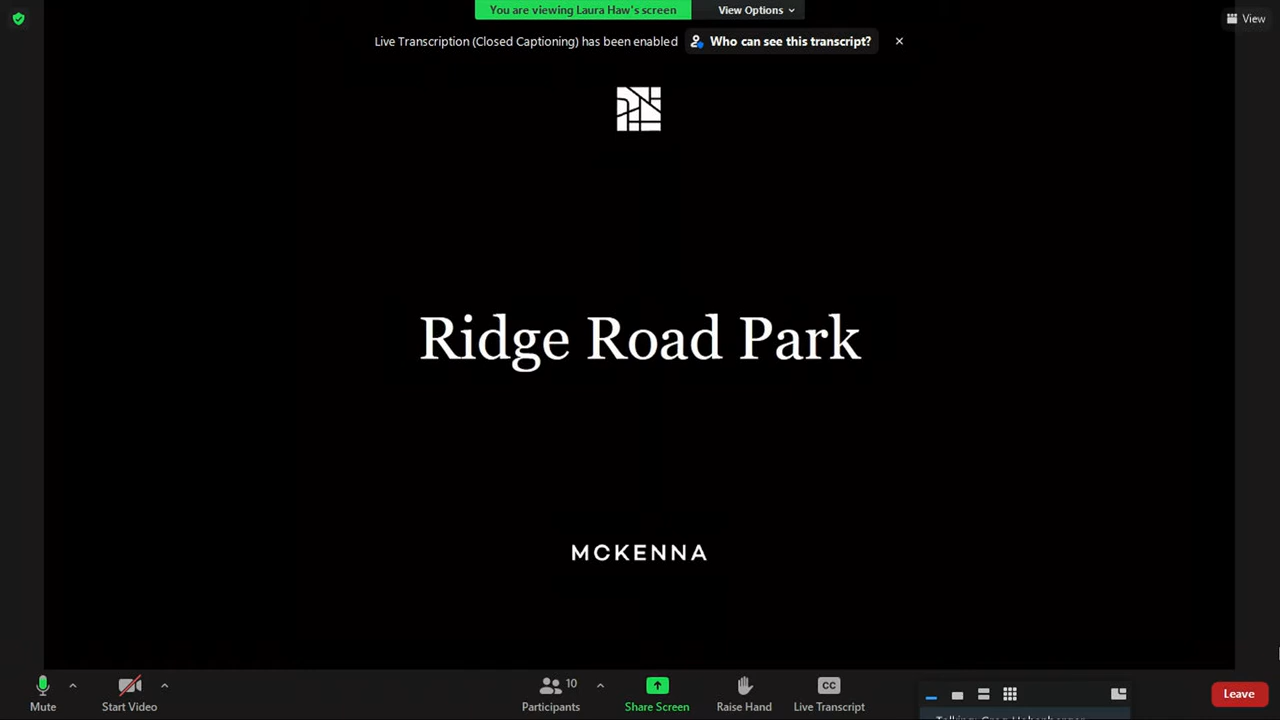 You are viewing Laura Haw's screen
View Options
View
Live Transcription (Closed Captioning) has been enabled
Who can see this transcript?
Ridge Road Park
MCKENNA
Mute
Start Video
Participants
10
Share Screen
Raise Hand
CC
Live Transcript
Leave